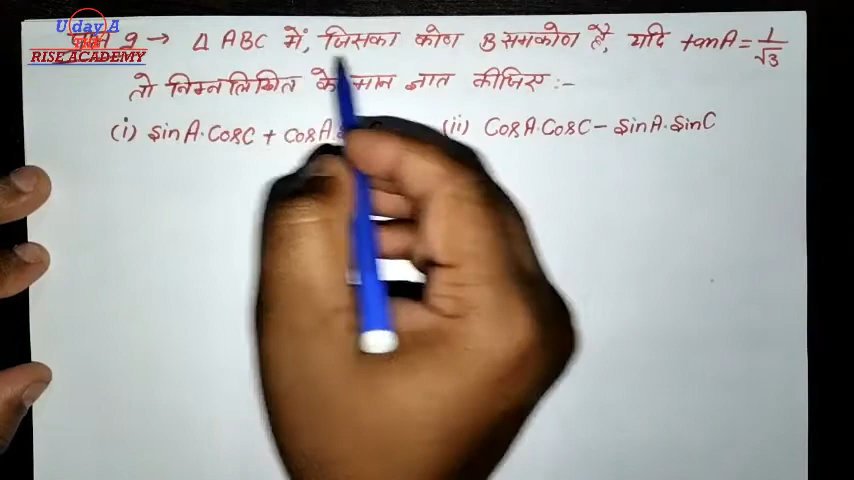 Uday A
RISE ACADEMY
प्रश्न 9 → Δ ABC में, जिसका कोण B समकोण है, यदि tanA = 1/√3
तो निम्नलिखित के मान ज्ञात कीजिए :-
(i) sinA·CosC + CosA. (ii) CosA·CosC - SinA·SinC